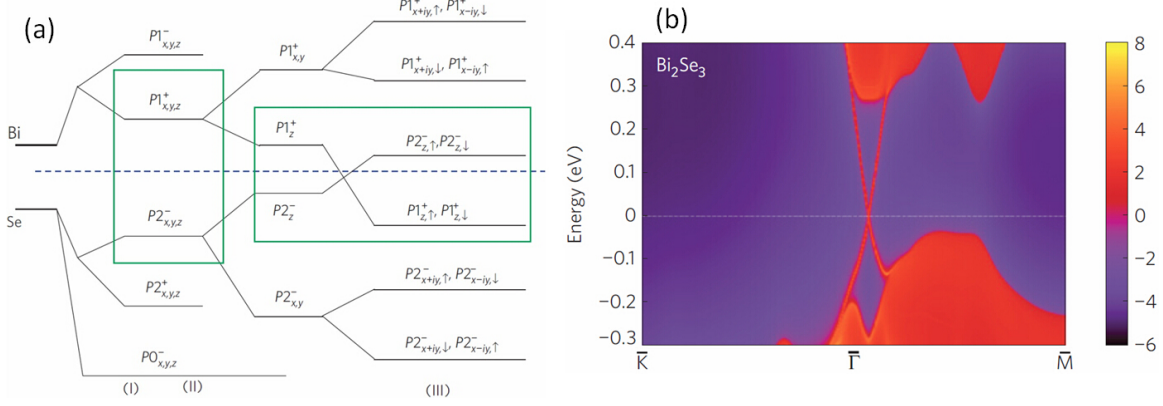 (a)
P1⁺x+iy,↑, P1⁺x−iy,↓
P1⁻x,y,z
P1⁺x,y
P1⁺x+iy,↓, P1⁺x−iy,↑
P1⁺x,y,z
Bi
P1⁺z
P2⁻z,↑,P2⁻z,↓
Se
P2⁻x,y,z
P2⁻z
P1⁺z,↑, P1⁺z,↓
P2⁺x,y,z
P2⁻x,y
P2⁻x+iy,↑, P2⁻x−iy,↓
P2⁻x+iy,↓, P2⁻x−iy,↑
P0⁻x,y,z
(I) (II) (III)
(b)
Bi₂Se₃
Energy (eV)
0.4
0.3
0.2
0.1
0
−0.1
−0.2
−0.3
K̅ Γ̅ M̅
8
6
4
2
0
−2
−4
−6